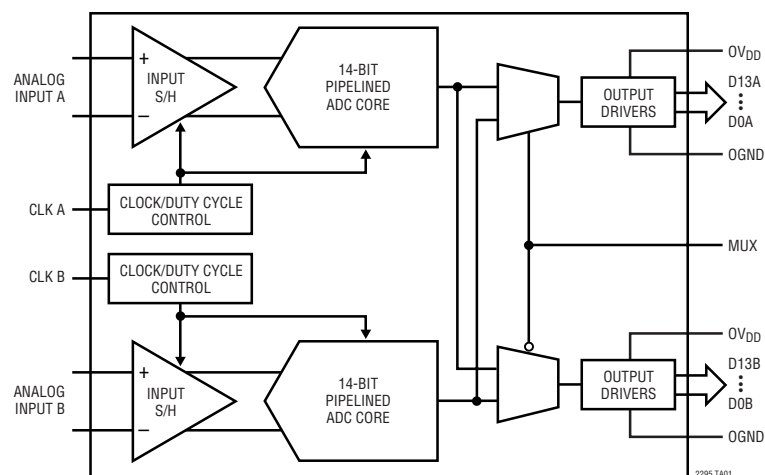 ANALOG
INPUT A
+
−
INPUT
S/H
14-BIT
PIPELINED
ADC CORE
OUTPUT
DRIVERS
OVDD
D13A
D0A
OGND
CLK A
CLOCK/DUTY CYCLE
CONTROL
MUX
CLK B
CLOCK/DUTY CYCLE
CONTROL
ANALOG
INPUT B
+
−
INPUT
S/H
14-BIT
PIPELINED
ADC CORE
OUTPUT
DRIVERS
OVDD
D13B
D0B
OGND
2295 TA01